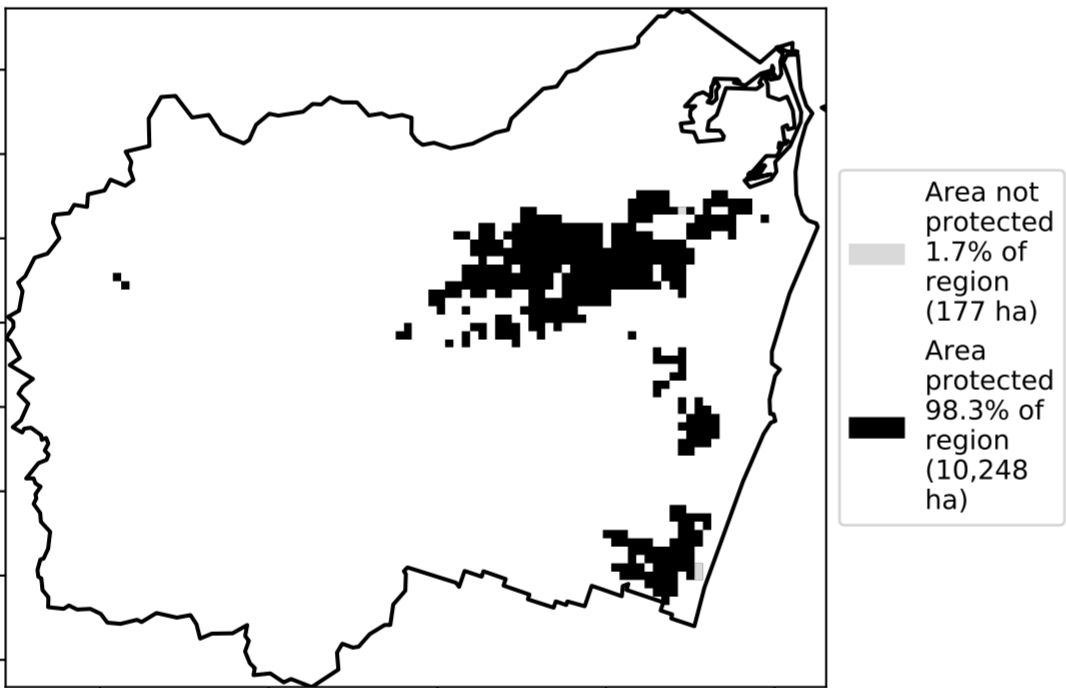 Area not
protected
1.7% of
region
(177 ha)
Area
protected
98.3% of
region
(10,248
ha)